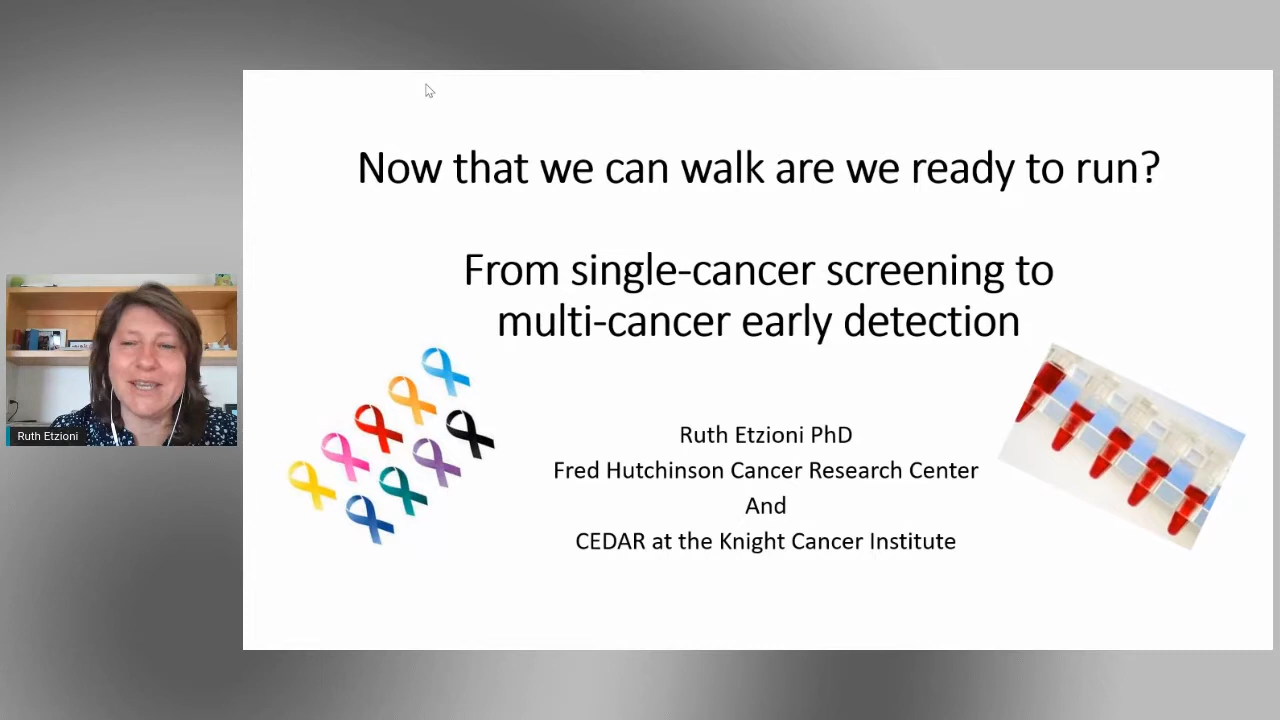 Now that we can walk are we ready to run?
From single-cancer screening to
multi-cancer early detection
Ruth Etzioni PhD
Fred Hutchinson Cancer Research Center
And
CEDAR at the Knight Cancer Institute
Ruth Etzioni